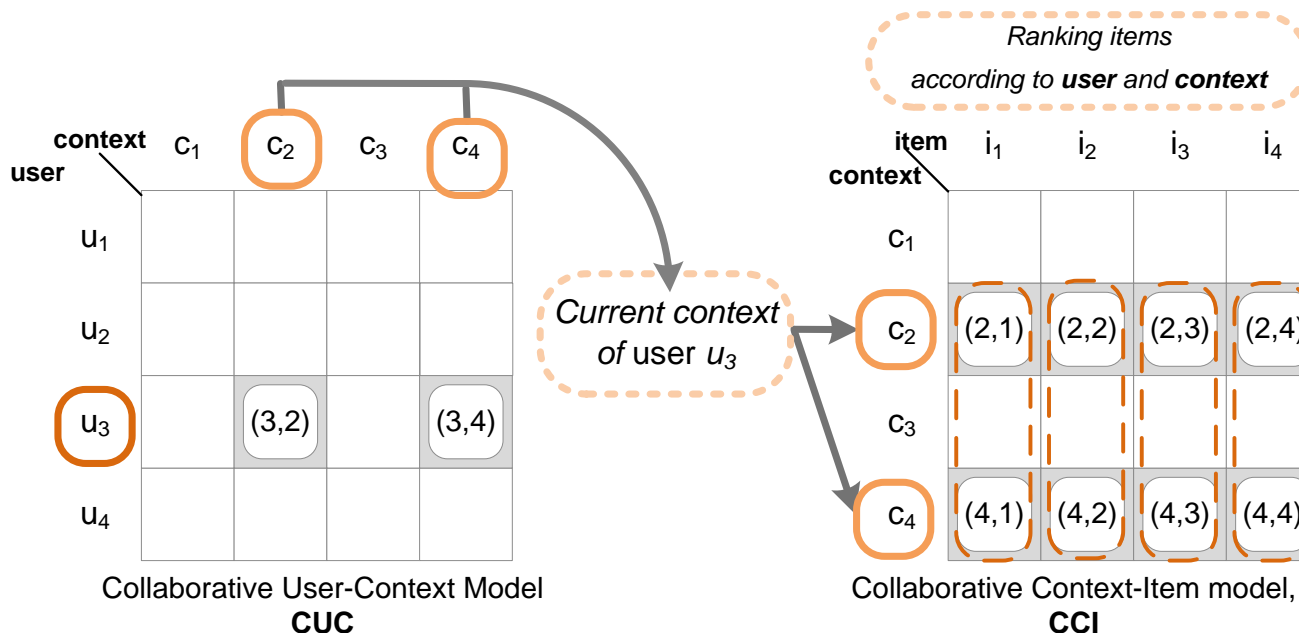 Ranking items
according to user and context
context
user
c1 c2 c3 c4
u1
u2
u3 (3,2) (3,4)
u4
Collaborative User-Context Model
CUC
Current context
of user u3
item
context
i1 i2 i3 i4
c1
c2 (2,1) (2,2) (2,3) (2,4)
c3
c4 (4,1) (4,2) (4,3) (4,4)
Collaborative Context-Item model,
CCI